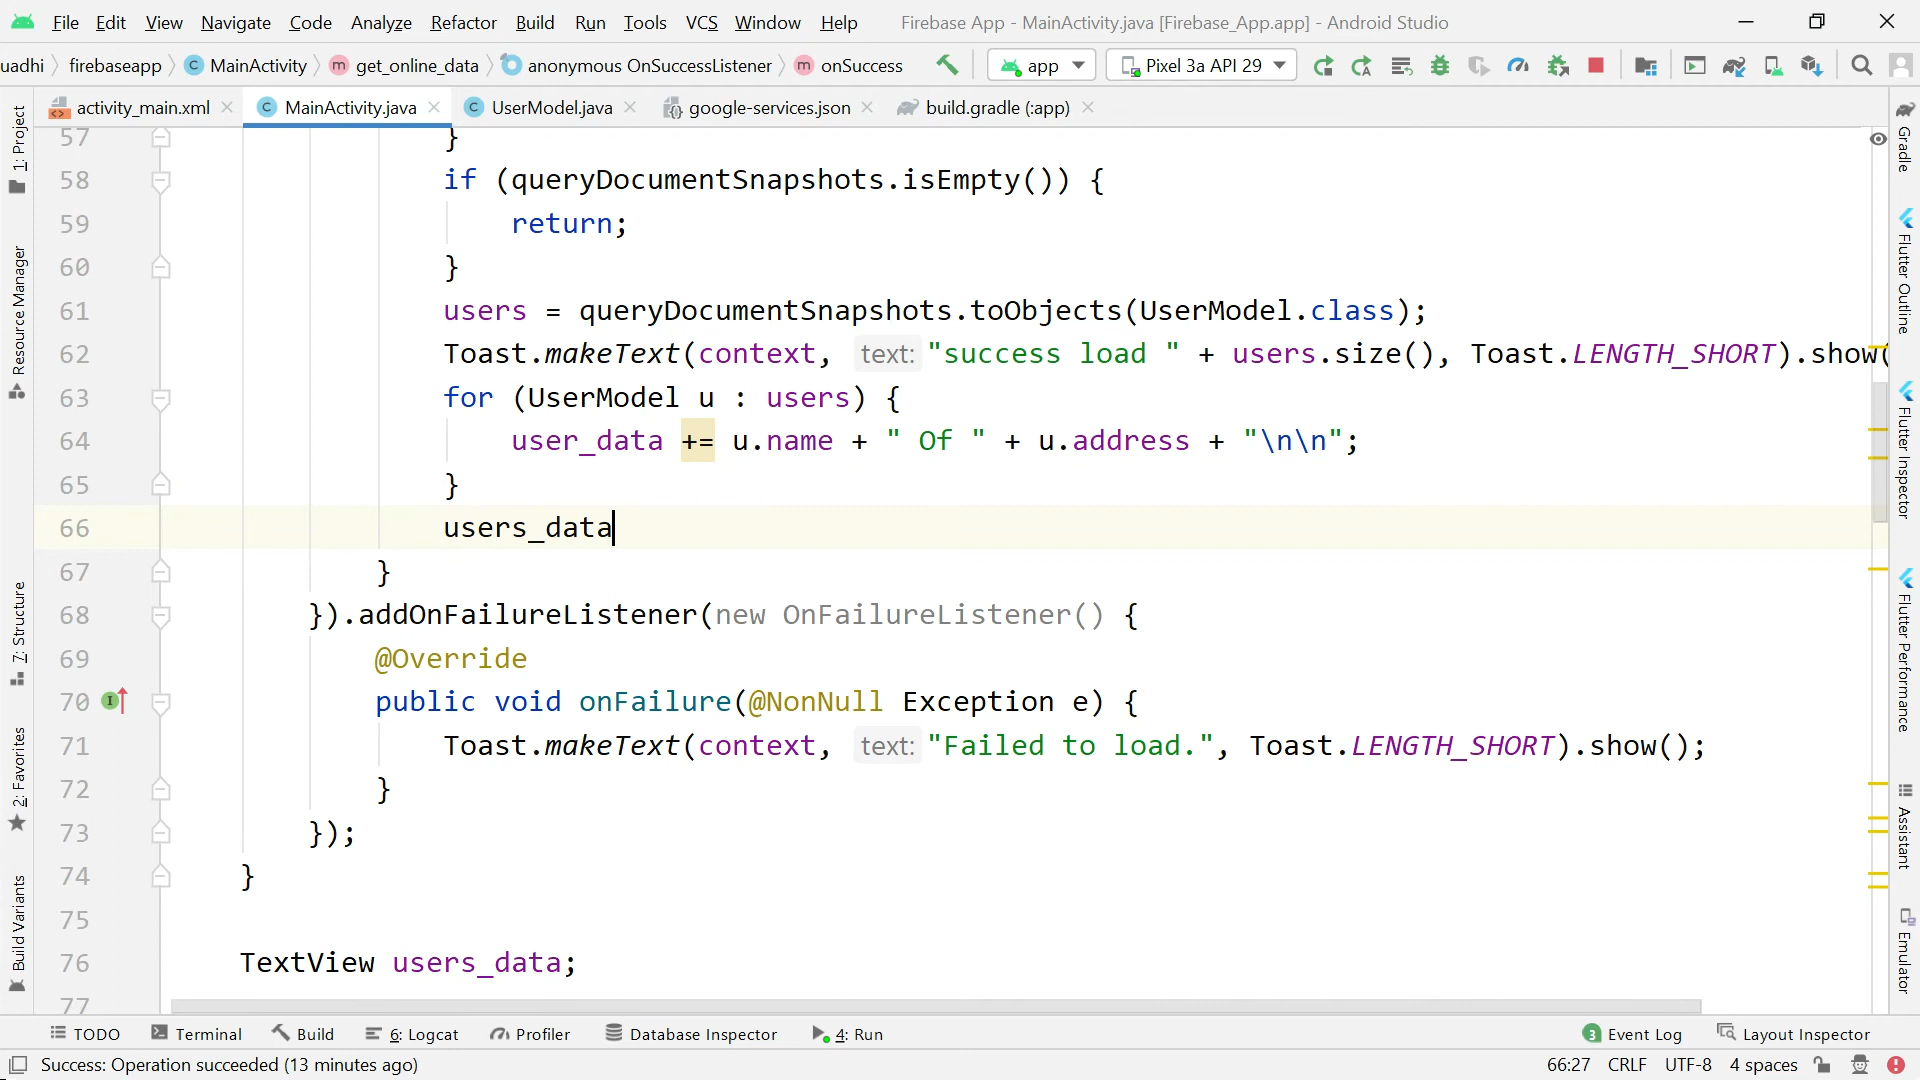 File Edit View Navigate Code Analyze Refactor Build Run Tools VCS Window Help Firebase App - MainActivity.java [Firebase_App.app] - Android Studio
uadhi firebaseapp MainActivity get_online_data anonymous OnSuccessListener onSuccess app Pixel 3a API 29
activity_main.xml MainActivity.java UserModel.java google-services.json build.gradle (:app)
57 }
58 if (queryDocumentSnapshots.isEmpty()) {
59 return;
60 }
61 users = queryDocumentSnapshots.toObjects(UserModel.class);
62 Toast.makeText(context, text: "success load " + users.size(), Toast.LENGTH_SHORT).show(
63 for (UserModel u : users) {
64 user_data += u.name + " Of " + u.address + "\n\n";
65 }
66 users_data
67 }
68 }).addOnFailureListener(new OnFailureListener() {
69 @Override
70 public void onFailure(@NonNull Exception e) {
71 Toast.makeText(context, text: "Failed to load.", Toast.LENGTH_SHORT).show();
72 }
73 });
74 }
75
76 TextView users_data;
77
1: Project
Resource Manager
7: Structure
2: Favorites
Build Variants
Gradle
Flutter Outline
Flutter Inspector
Flutter Performance
Assistant
Emulator
TODO Terminal Build 6: Logcat Profiler Database Inspector 4: Run 3 Event Log Layout Inspector
Success: Operation succeeded (13 minutes ago) 66:27 CRLF UTF-8 4 spaces